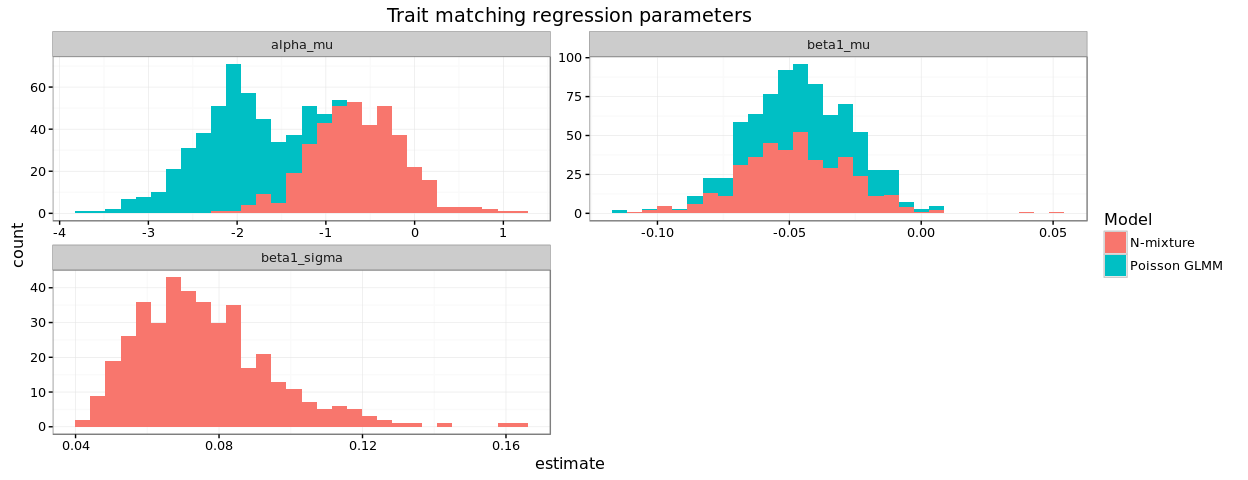 Trait matching regression parameters
alpha_mu
beta1_mu
0
20
40
60
-4 -3 -2 -1 0 1
0
25
50
75
100
-0.10 -0.05 0.00 0.05
beta1_sigma
0
10
20
30
40
0.04 0.08 0.12 0.16
count
estimate
Model
N-mixture
Poisson GLMM